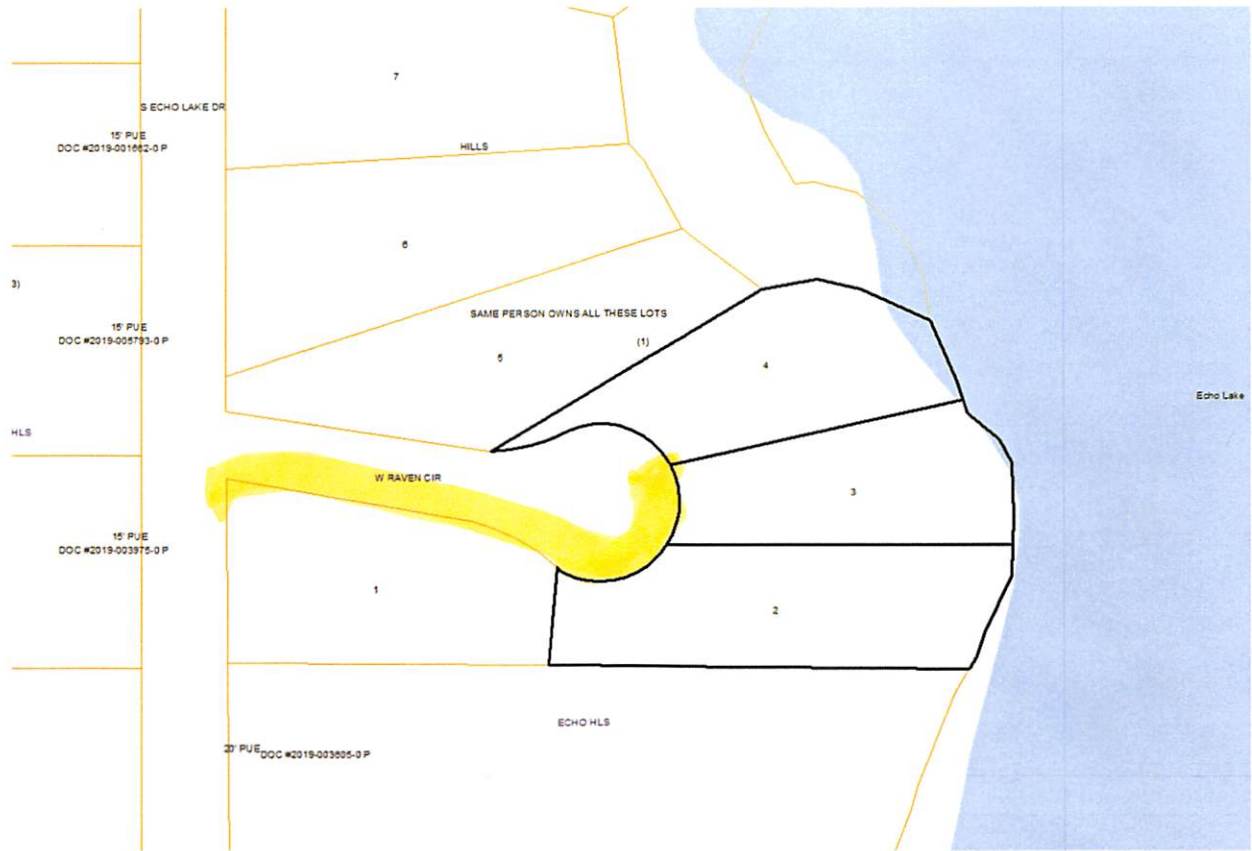 7
S ECHO LAKE DR
15' PUE
DOC #2019-001662-0 P
HILLS
6
3)
SAME PERSON OWNS ALL THESE LOTS
15' PUE
DOC #2019-005793-0 P
(1)
5
4
Echo Lake
HLS
W RAVEN CIR
3
15' PUE
DOC #2019-003975-0 P
1
2
ECHO HLS
20' PUE
DOC #2019-003605-0 P